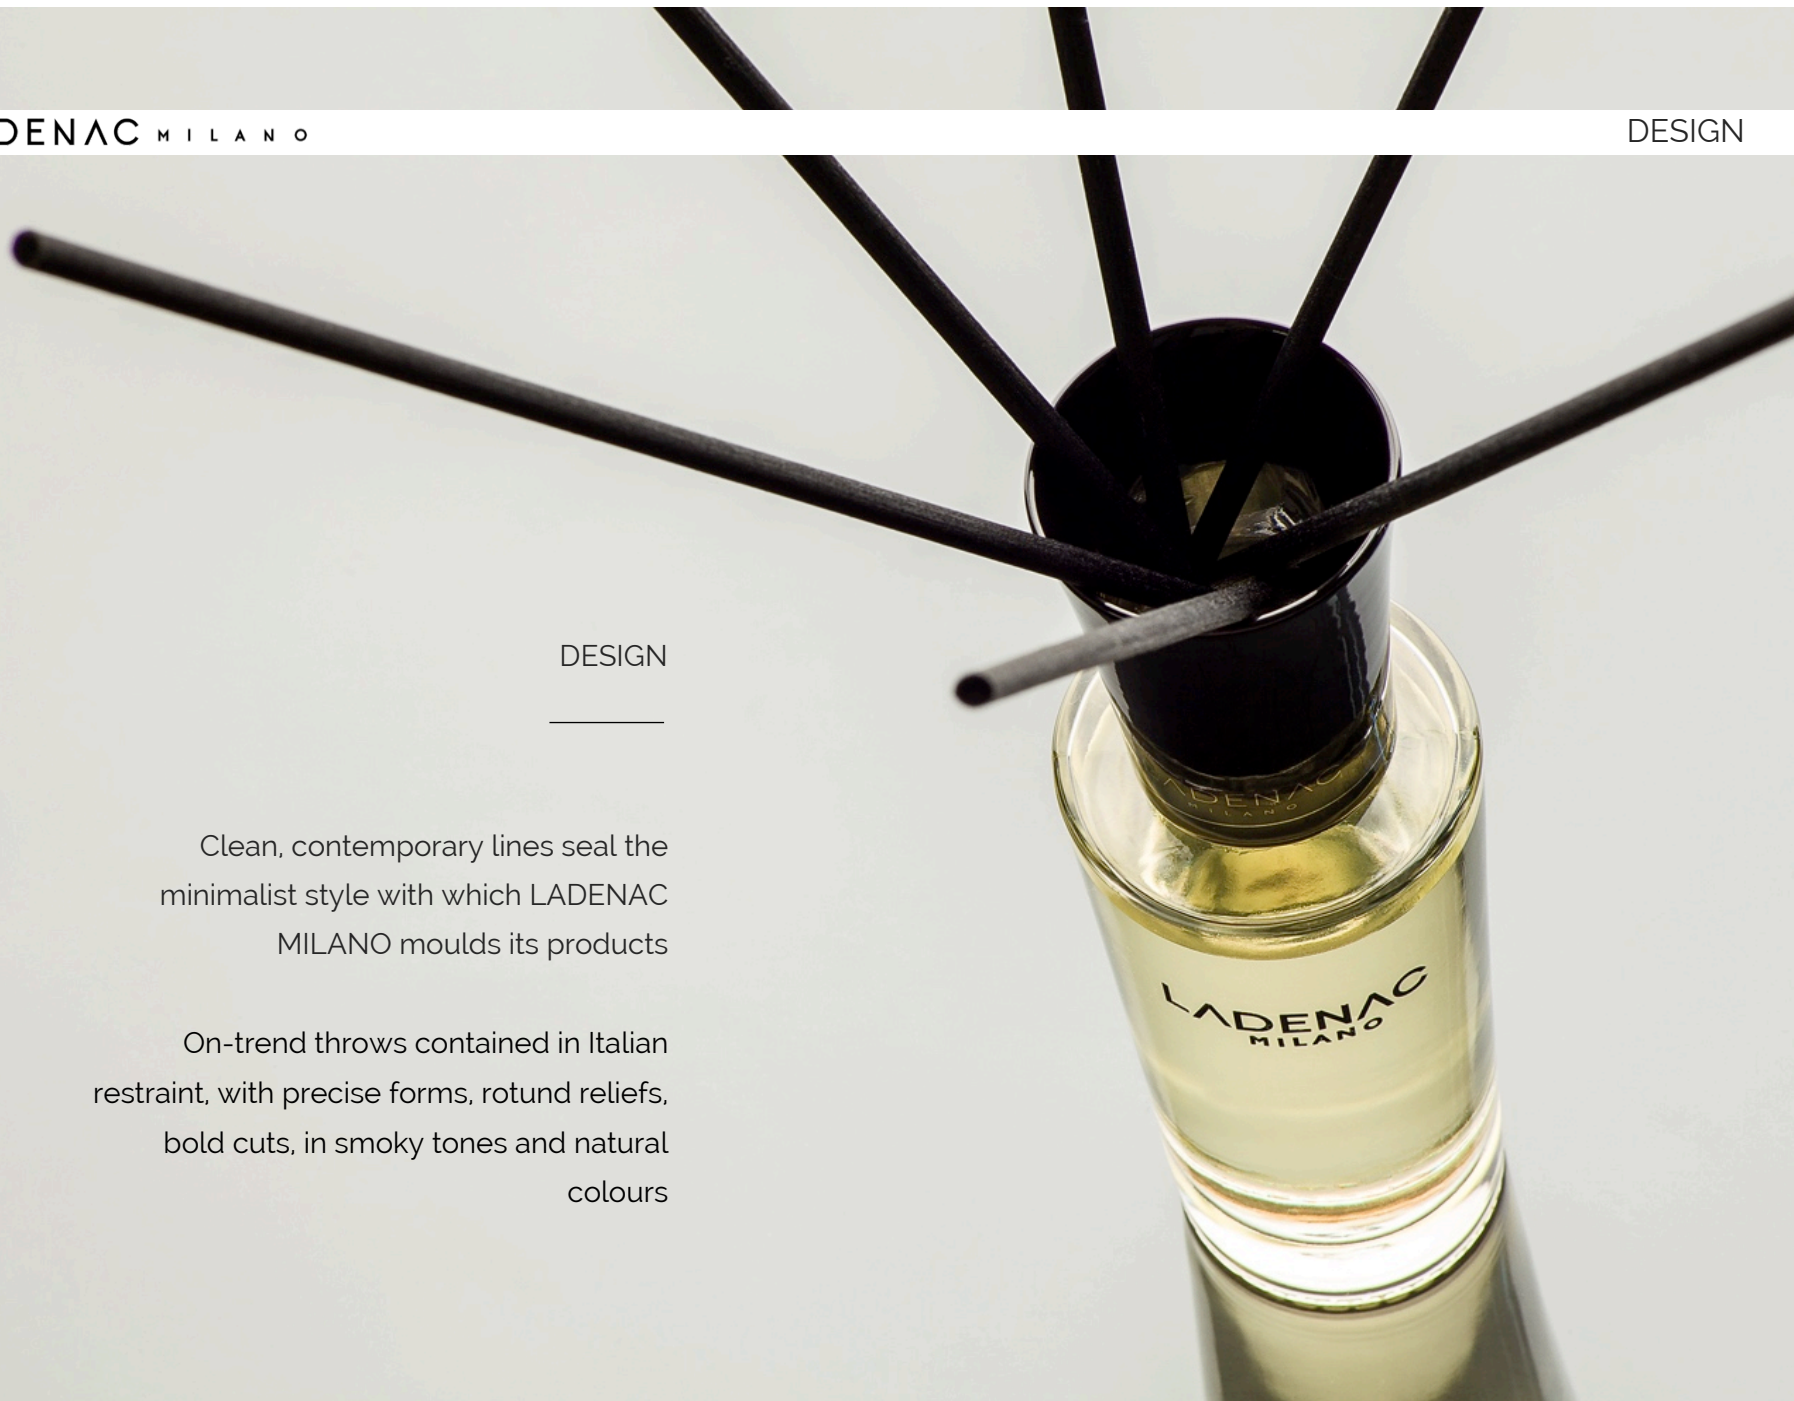 DENAC MILANO
DESIGN
DESIGN
Clean, contemporary lines seal the
minimalist style with which LADENAC
MILANO moulds its products
On-trend throws contained in Italian
restraint, with precise forms, rotund reliefs,
bold cuts, in smoky tones and natural
colours
LADENAC
MILANO
LADENAC
MILANO